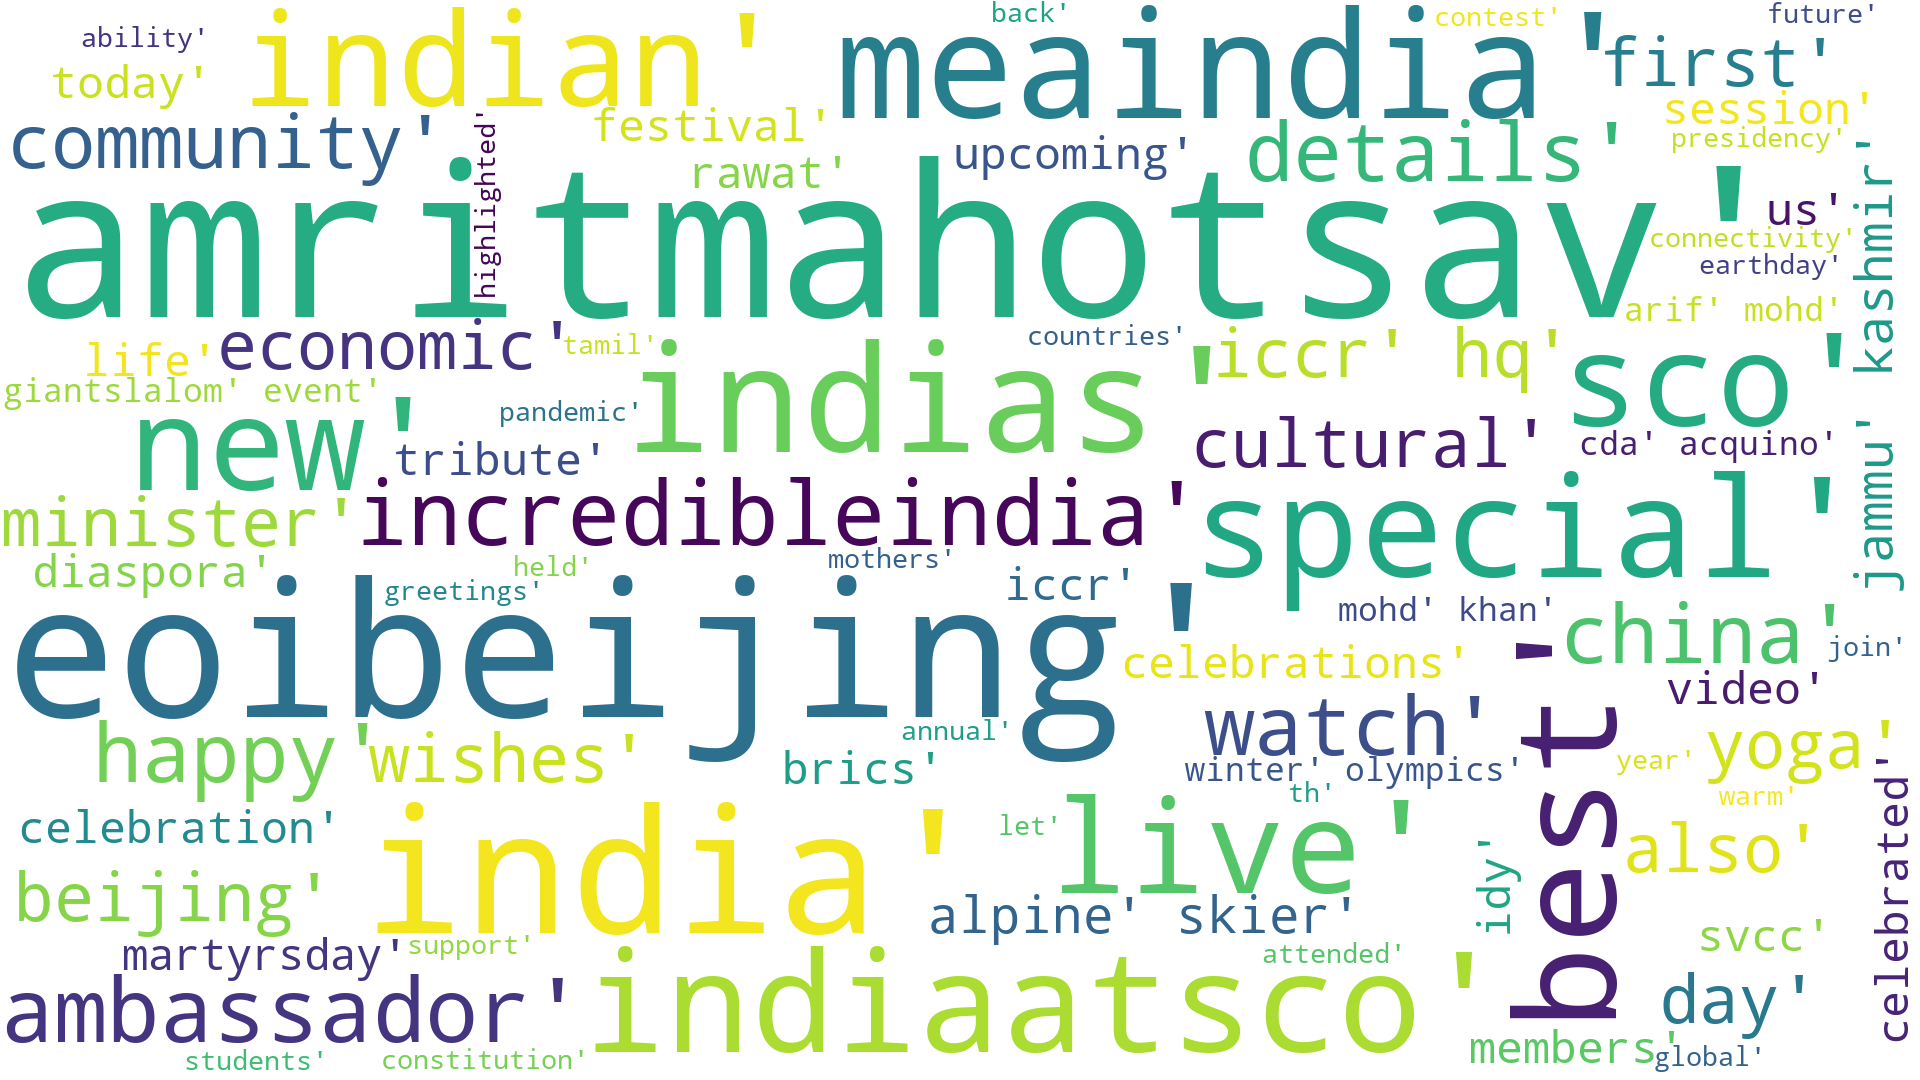 back'
contest'
future'
ability'
indian'
meaindia'
first'
today'
session'
community'
festival'
upcoming'
details'
presidency'
highlighted'
rawat'
amritmahotsav'
us'
kashmir'
connectivity'
earthday'
arif' mohd'
life'
economic'
tamil'
indias'
countries'
iccr' hq'
sco'
giantslalom' event'
new'
pandemic'
tribute'
cultural'
cda' acquino'
jammu'
minister'
incredibleindia'
special'
diaspora'
held'
mothers'
greetings'
iccr'
mohd' khan'
china'
join'
eoibeijing'
celebrations'
best'
video'
happy'
wishes'
annual'
watch'
yoga'
brics'
winter' olympics'
year'
celebrated'
th'
warm'
celebration'
india'
let'
live'
also'
beijing'
alpine' skier'
idy'
svcc'
martyrsday'
support'
attended'
ambassador'
indiaatsco'
day'
members'
students'
constitution'
global'